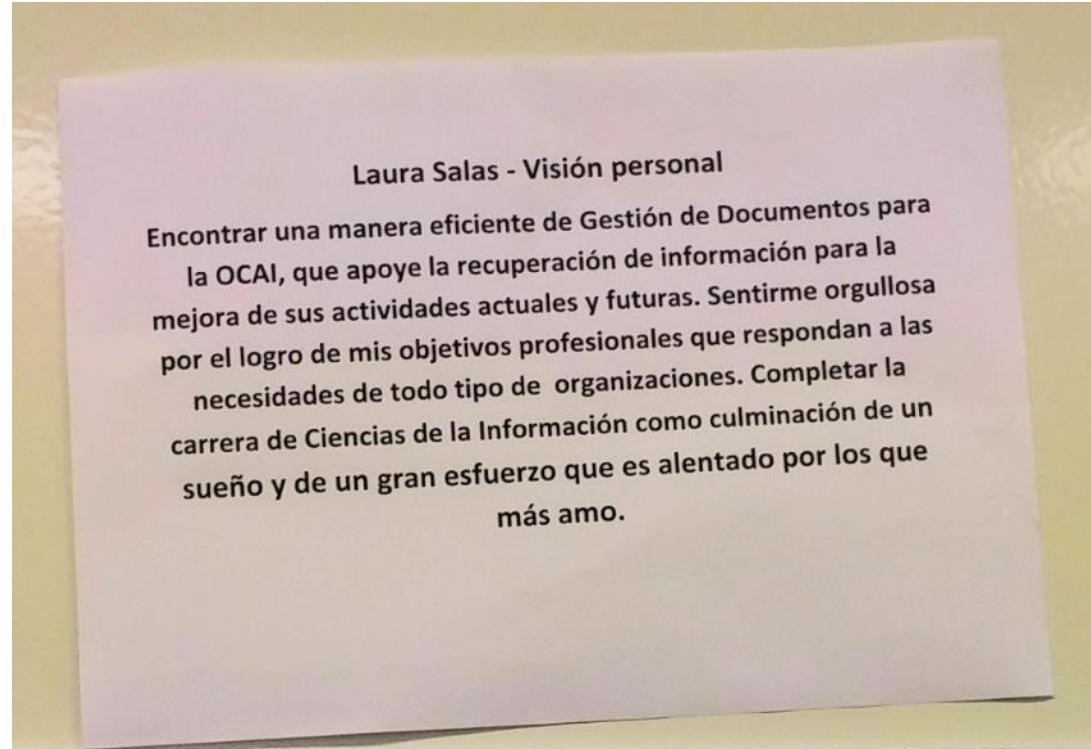 Laura Salas - Visión personal
Encontrar una manera eficiente de Gestión de Documentos para
la OCAI, que apoye la recuperación de información para la
mejora de sus actividades actuales y futuras. Sentirme orgullosa
por el logro de mis objetivos profesionales que respondan a las
necesidades de todo tipo de  organizaciones. Completar la
carrera de Ciencias de la Información como culminación de un
sueño y de un gran esfuerzo que es alentado por los que
más amo.